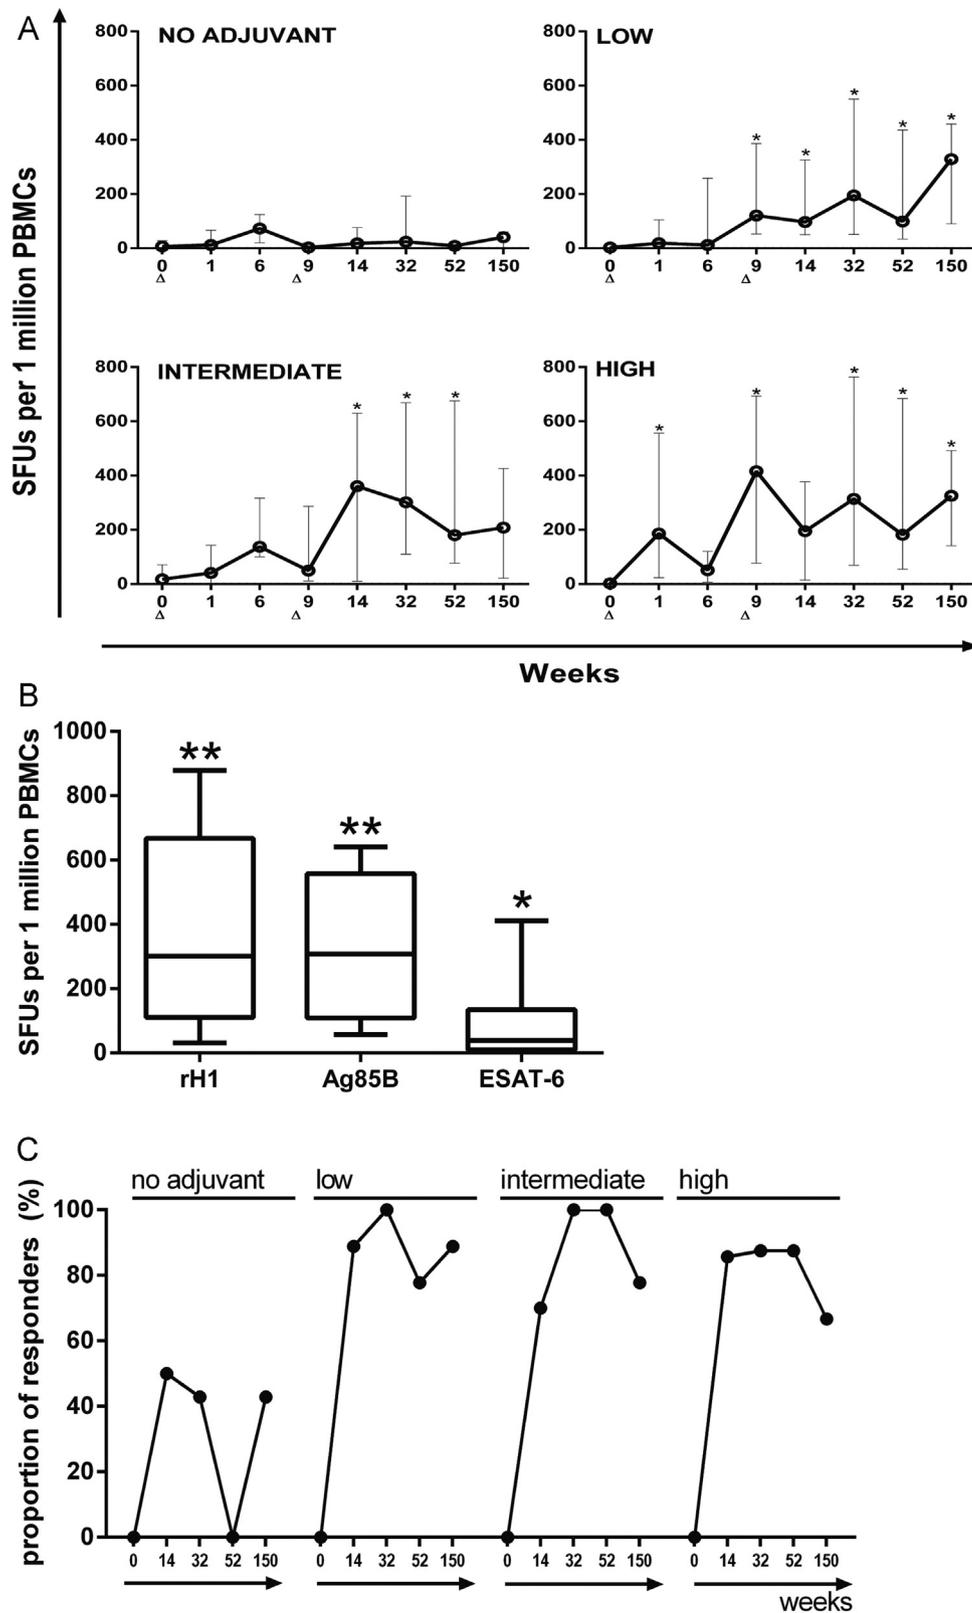 A
SFUs per 1 million PBMCs
NO ADJUVANT
800
600
400
200
0
0 1 6 9 14 32 52 150
Δ Δ
LOW
800
600
400
200
0
* * * * *
0 1 6 9 14 32 52 150
Δ Δ
INTERMEDIATE
800
600
400
200
0
* * *
0 1 6 9 14 32 52 150
Δ Δ
HIGH
800
600
400
200
0
* * * * *
0 1 6 9 14 32 52 150
Δ Δ
Weeks
B
SFUs per 1 million PBMCs
1000
800
600
400
200
0
** ** *
rH1 Ag85B ESAT-6
C
proportion of responders (%)
no adjuvant low intermediate high
100
80
60
40
20
0
0 14 32 52 150 0 14 32 52 150 0 14 32 52 150 0 14 32 52 150
weeks